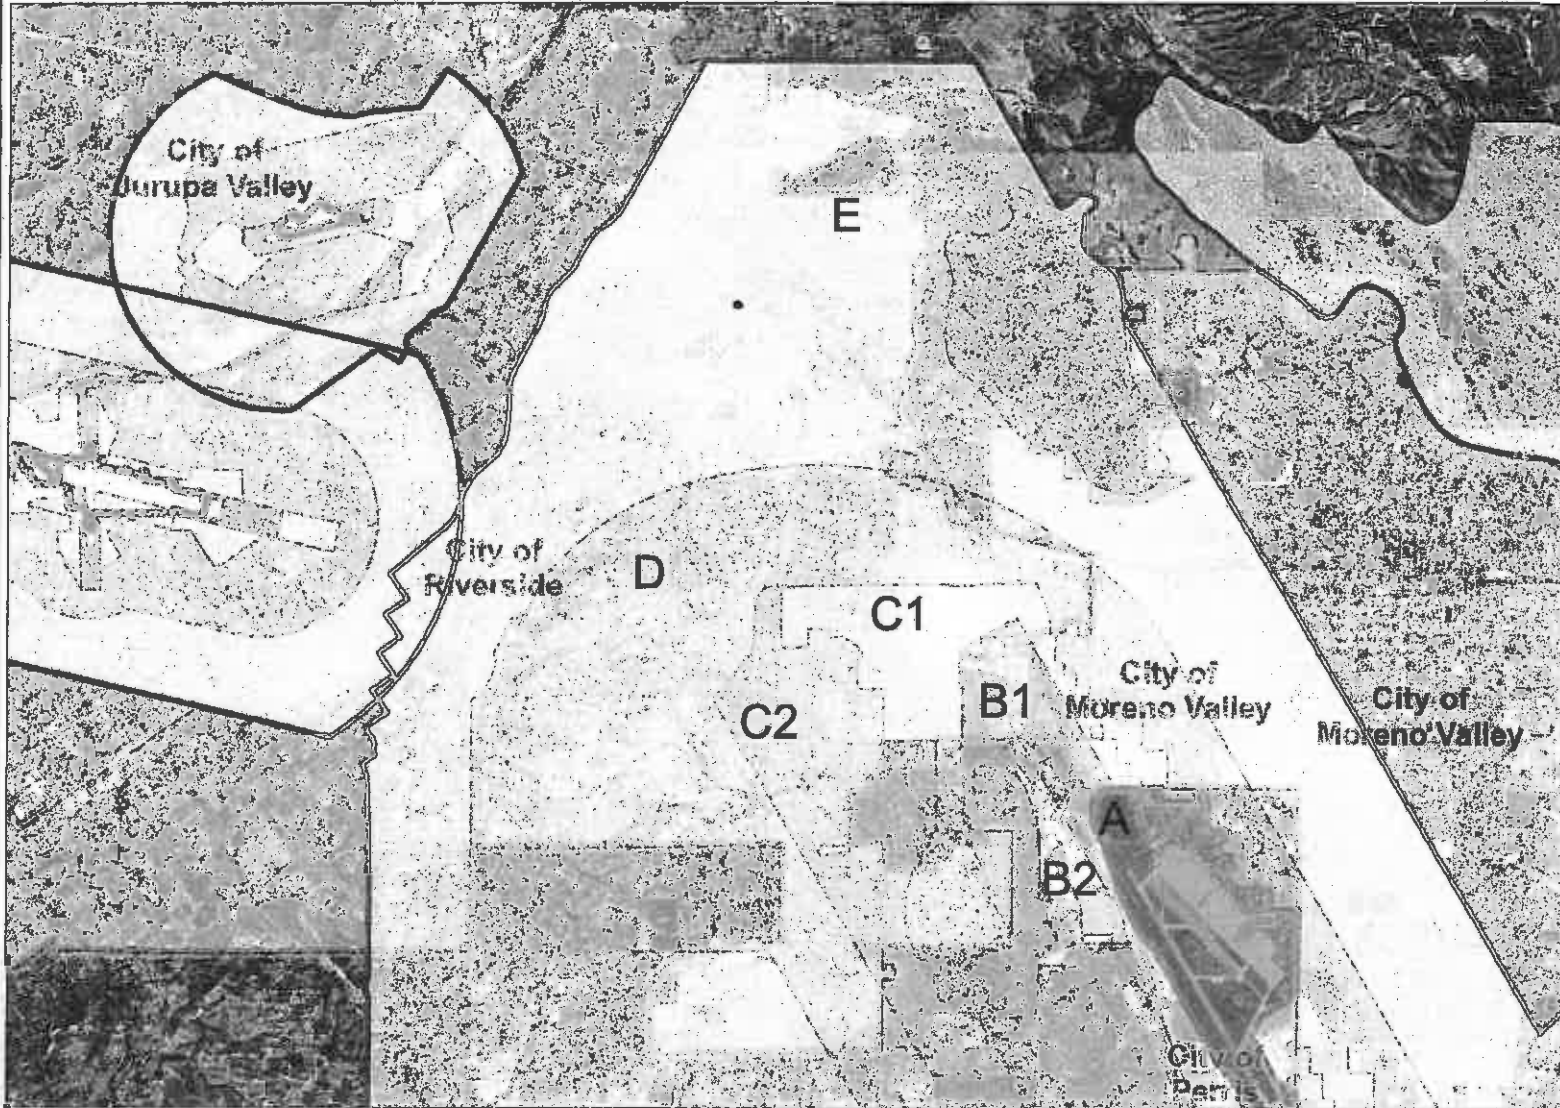 City of
Jurupa Valley
E
City of
Riverside
D
C1
C2
B1
City of
Moreno Valley
City of
Moreno Valley
A
B2
City of
Perris